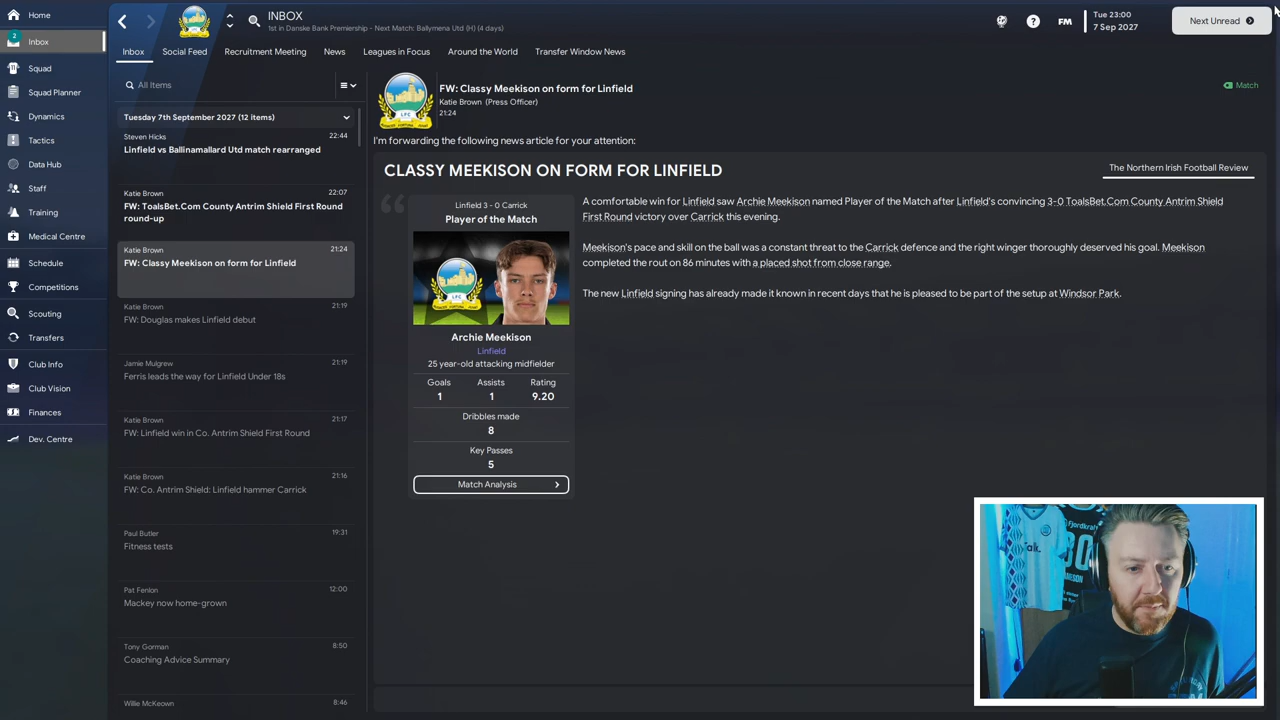 Home
2
Inbox
Squad
Squad Planner
Dynamics
Tactics
Data Hub
Staff
Training
Medical Centre
Schedule
Competitions
Scouting
Transfers
Club Info
Club Vision
Finances
Dev. Centre
INBOX
1st in Danske Bank Premiership - Next Match: Ballymena Utd (H) (4 days)
FM
Tue 23:00
7 Sep 2027
Next Unread
Inbox
Social Feed
Recruitment Meeting
News
Leagues in Focus
Around the World
Transfer Window News
All Items
Tuesday 7th September 2027 (12 items)
Steven Hicks 22:44
Linfield vs Ballinamallard Utd match rearranged
Katie Brown 22:07
FW: ToalsBet.Com County Antrim Shield First Round
round-up
Katie Brown 21:24
FW: Classy Meekison on form for Linfield
Katie Brown 21:19
FW: Douglas makes Linfield debut
Jamie Mulgrew 21:19
Ferris leads the way for Linfield Under 18s
Katie Brown 21:17
FW: Linfield win in Co. Antrim Shield First Round
Katie Brown 21:16
FW: Co. Antrim Shield: Linfield hammer Carrick
Paul Butler 19:31
Fitness tests
Pat Fenlon 12:00
Mackey now home-grown
Tony Gorman 8:50
Coaching Advice Summary
Willie McKeown 8:46
FW: Classy Meekison on form for Linfield
Katie Brown (Press Officer)
21:24
Match
I'm forwarding the following news article for your attention:
CLASSY MEEKISON ON FORM FOR LINFIELD
The Northern Irish Football Review
Linfield 3 - 0 Carrick
Player of the Match
LFC
Archie Meekison
Linfield
25 year-old attacking midfielder
Goals Assists Rating
1 1 9.20
Dribbles made
8
Key Passes
5
Match Analysis
A comfortable win for Linfield saw Archie Meekison named Player of the Match after Linfield's convincing 3-0 ToalsBet.Com County Antrim Shield
First Round victory over Carrick this evening.
Meekison's pace and skill on the ball was a constant threat to the Carrick defence and the right winger thoroughly deserved his goal. Meekison
completed the rout on 86 minutes with a placed shot from close range.
The new Linfield signing has already made it known in recent days that he is pleased to be part of the setup at Windsor Park.
Fjordkraft